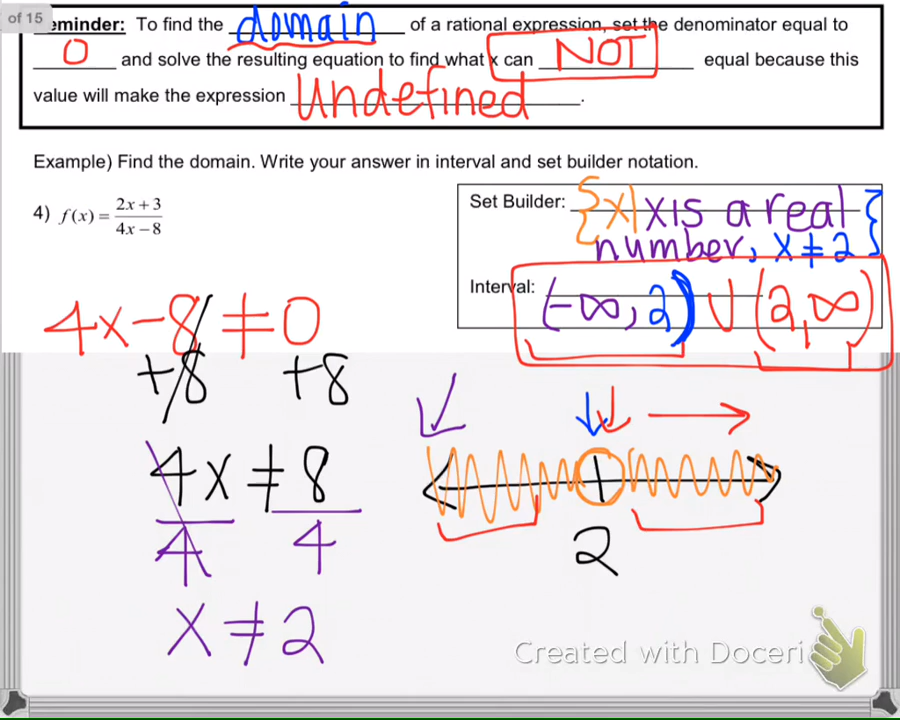 of 15
eminder: To find the domain of a rational expression, set the denominator equal to
0 and solve the resulting equation to find what x can NOT equal because this
value will make the expression Undefined.
Example) Find the domain. Write your answer in interval and set builder notation.
4) f(x) = 2x + 3 / 4x − 8
Set Builder: {x| x is a real
number, x ≠ 2}
Interval: (-∞, 2) ∪ (2, ∞)
4x - 8 ≠ 0
+8 +8
4x ≠ 8
4 4
x ≠ 2
2
Created with Doceri